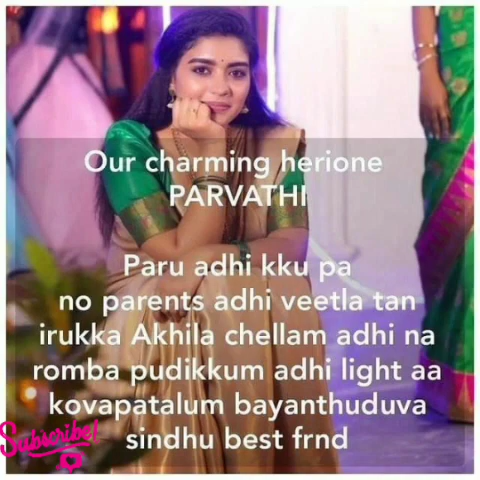 Our charming herione
PARVATHI
Paru adhi kku pa
no parents adhi veetla tan
irukka Akhila chellam adhi na
romba pudikkum adhi light aa
kovapatalum bayanthuduva
sindhu best frnd
Subscribe!